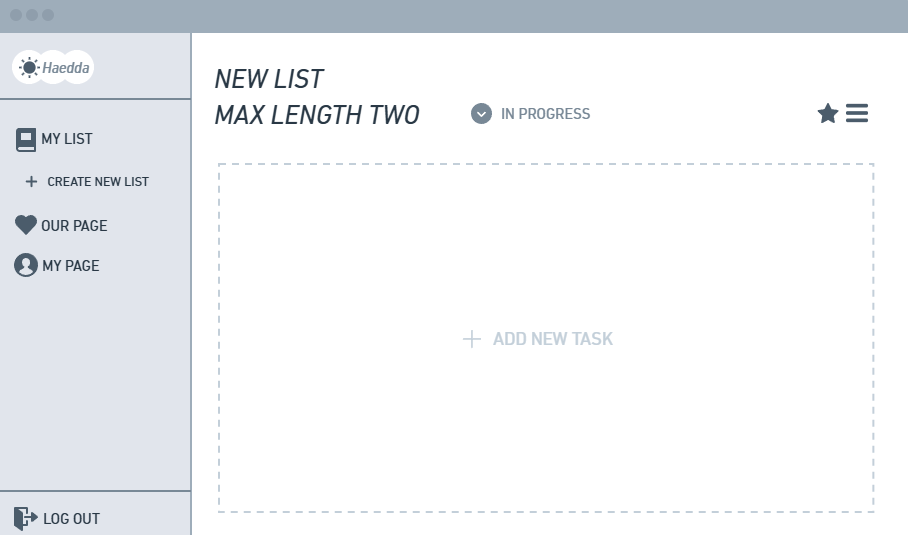 Haedda
MY LIST
CREATE NEW LIST
OUR PAGE
MY PAGE
LOG OUT
NEW LIST
MAX LENGTH TWO
IN PROGRESS
ADD NEW TASK